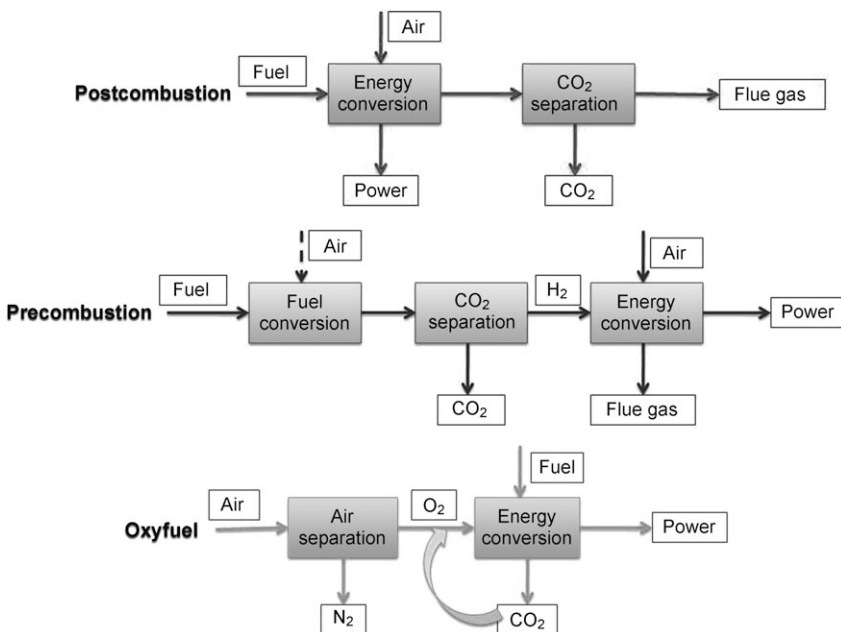 Air
Fuel
Postcombustion
Energy
conversion
CO₂
separation
Flue gas
Power
CO₂
Air
Air
Fuel
H₂
Precombustion
Fuel
conversion
CO₂
separation
Energy
conversion
Power
CO₂
Flue gas
Fuel
Air
O₂
Oxyfuel
Air
separation
Energy
conversion
Power
N₂
CO₂